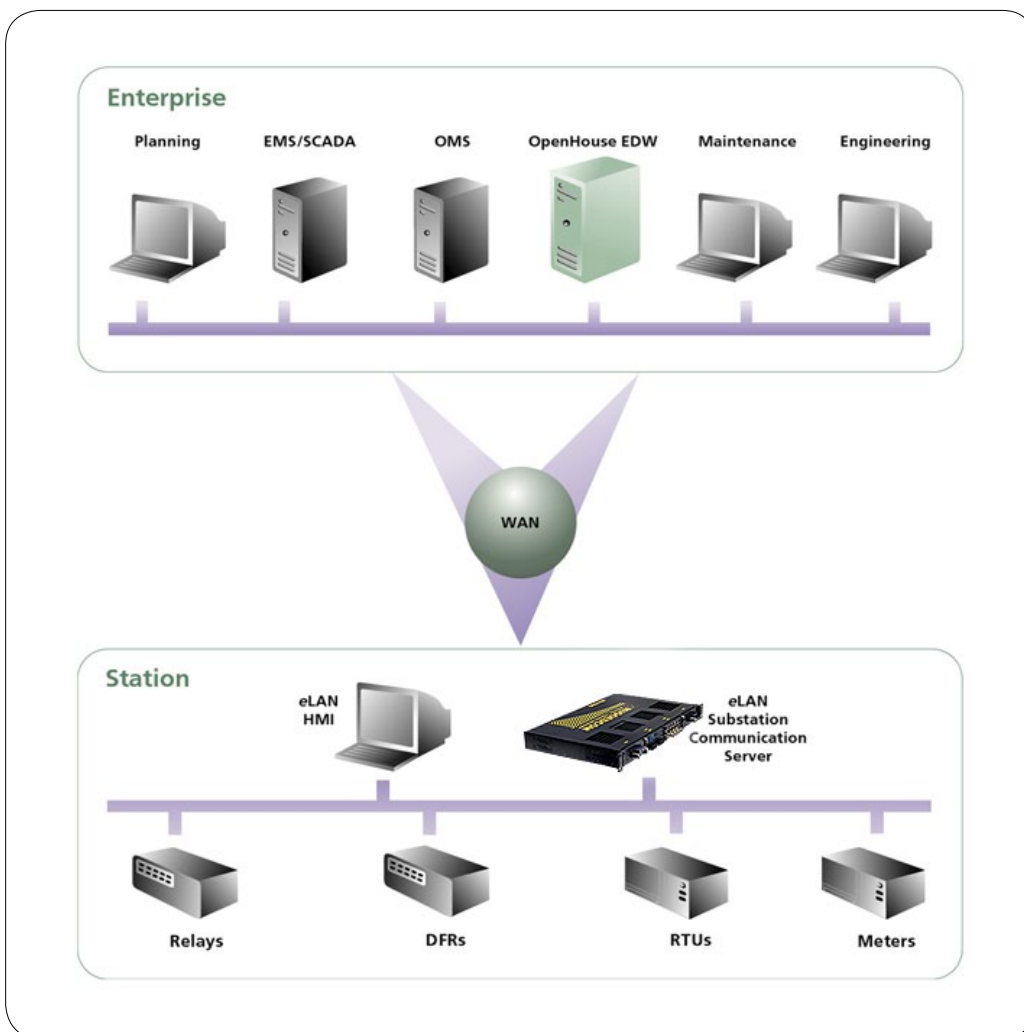 Enterprise
Planning
EMS/SCADA
OMS
OpenHouse EDW
Maintenance
Engineering
WAN
Station
eLAN
HMI
eLAN
Substation
Communication
Server
Relays
DFRs
RTUs
Meters